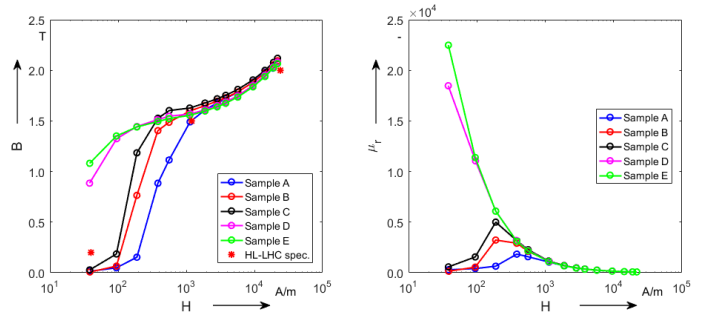 T
2.5
2.0
1.5
1.0
0.5
0.0
B
Sample A
Sample B
Sample C
Sample D
Sample E
HL-LHC spec.
10^1 10^2 10^3 10^4 10^5
H A/m
×10^4
-
2.5
2.0
1.5
1.0
0.5
0.0
μ_r
Sample A
Sample B
Sample C
Sample D
Sample E
10^1 10^2 10^3 10^4 10^5
H A/m